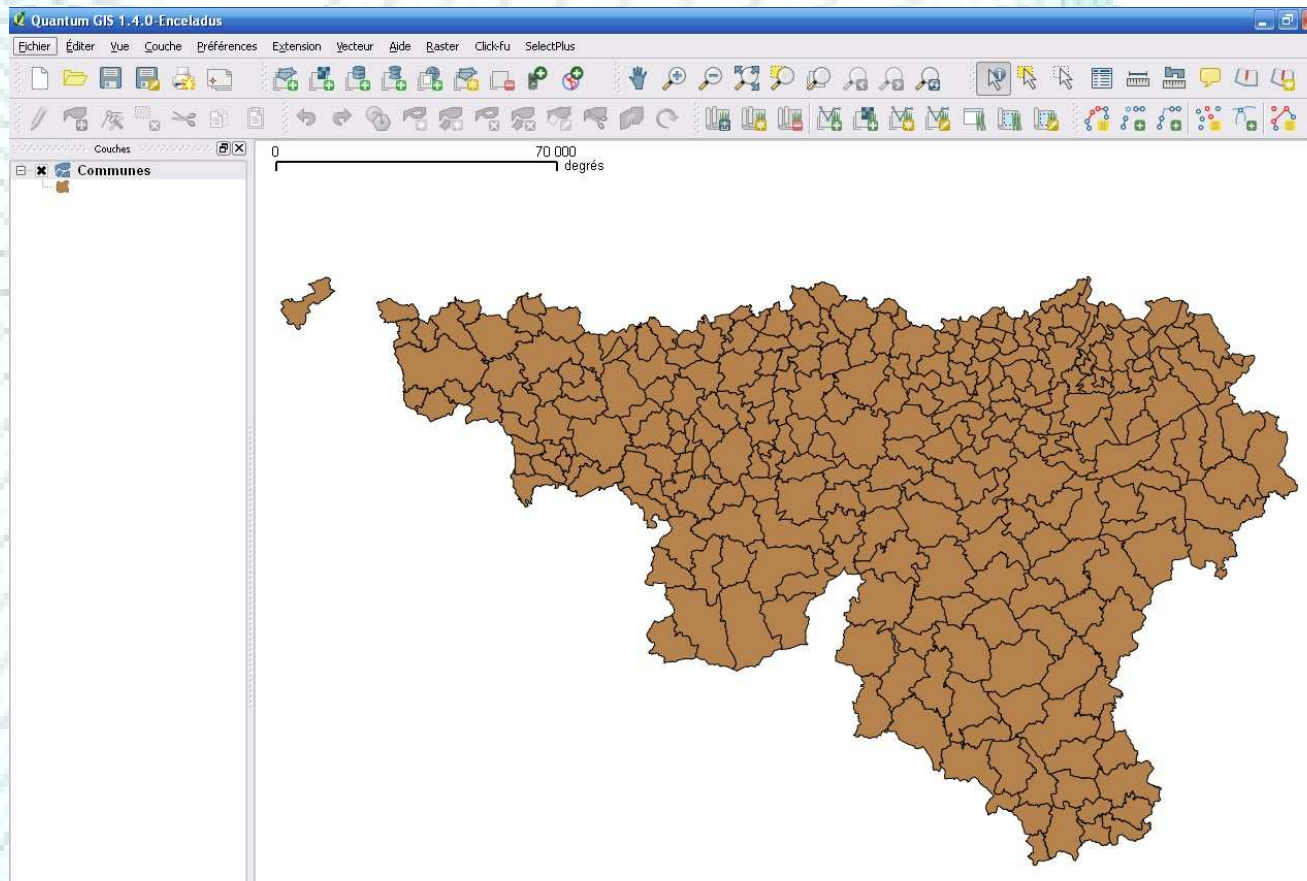 Quantum GIS 1.4.0-Enceladus
Fichier Éditer Vue Couche Préférences Extension Vecteur Aide Raster Click-fu SelectPlus
Couches
Communes
0 70 000
degrés